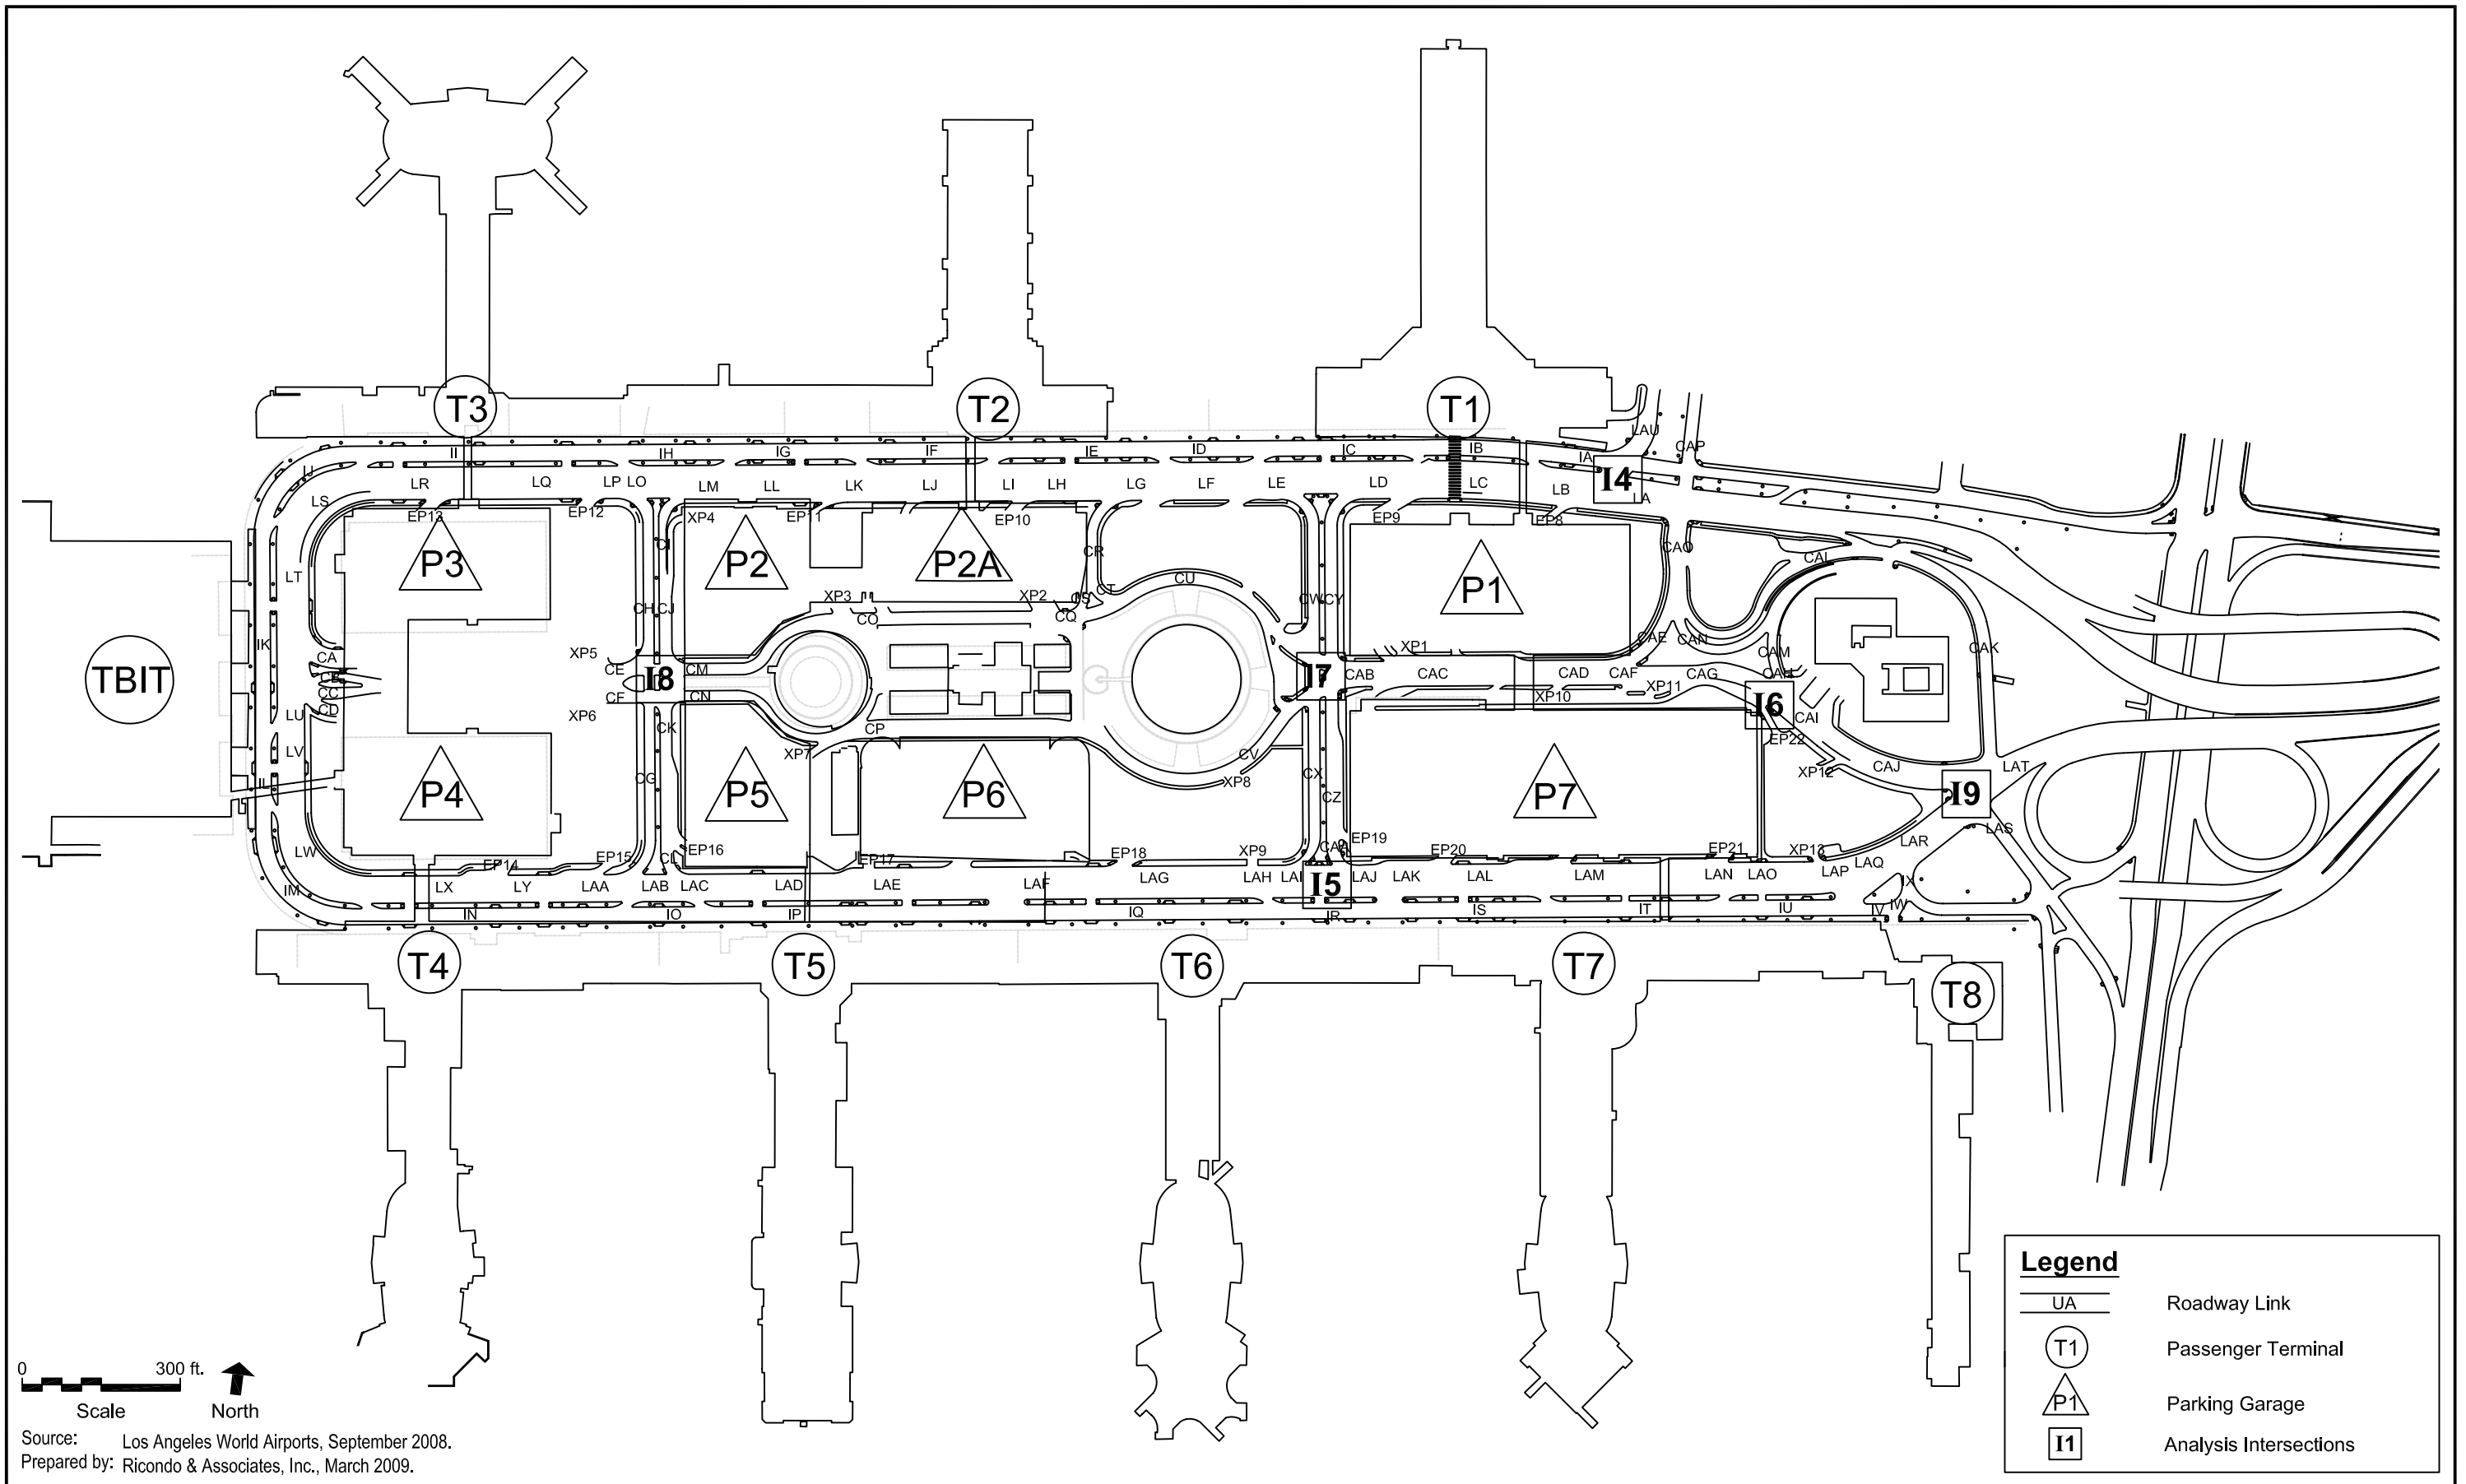 T3
T2
T1
LAU
CAP
II
IH
IG
IF
IE
ID
IC
IB
IA
I4
LA
IJ
LS
LR
LQ
LP
LO
LM
LL
LK
LJ
LI
LH
LG
LF
LE
LD
LC
LB
EP13
EP12
XP4
EP11
EP10
EP9
EP8
P3
P2
P2A
P1
CI
CR
CAO
CAL
LT
CH
CJ
XP3
CO
XP2
CS
CT
CQ
CU
CW
CY
CAE
CAN
CAM
CAK
IK
TBIT
CA
CB
CC
CD
XP5
CE
I8
CM
CF
CN
XP6
CK
I7
CAB
XP1
CAC
CAD
CAF
XP10
XP11
CAG
CAH
I6
CAI
EP22
LU
LV
IL
CP
XP7
CG
CV
XP8
CX
CZ
XP12
CAJ
LAT
I9
P4
P5
P6
P7
LW
EP14
EP15
EP16
CL
EP17
EP18
XP9
CAA
EP19
EP20
EP21
XP13
LAR
LAS
LX
LY
LAA
LAB
LAC
LAD
LAE
LAF
LAG
LAH
LAI
I5
LAJ
LAK
LAL
LAM
LAN
LAO
LAP
LAQ
IM
IN
IO
IP
IQ
IR
IS
IT
IU
IV
IW
IX
T4
T5
T6
T7
T8
Legend
UA Roadway Link
T1 Passenger Terminal
P1 Parking Garage
I1 Analysis Intersections
0 300 ft.
Scale North
Source: Los Angeles World Airports, September 2008.
Prepared by: Ricondo & Associates, Inc., March 2009.